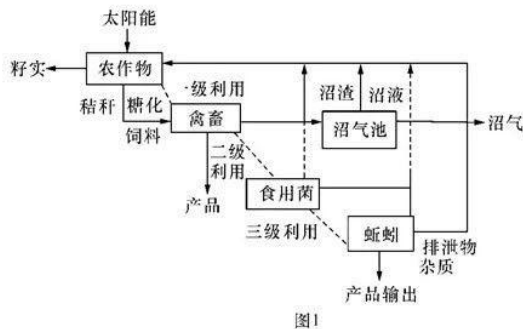 太阳能
籽实
农作物
秸秆
糖化
饲料
一级利用
禽畜
二级
利用
产品
沼渣
沼液
沼气池
沼气
食用菌
三级利用
蚯蚓
排泄物
杂质
产品输出
图1